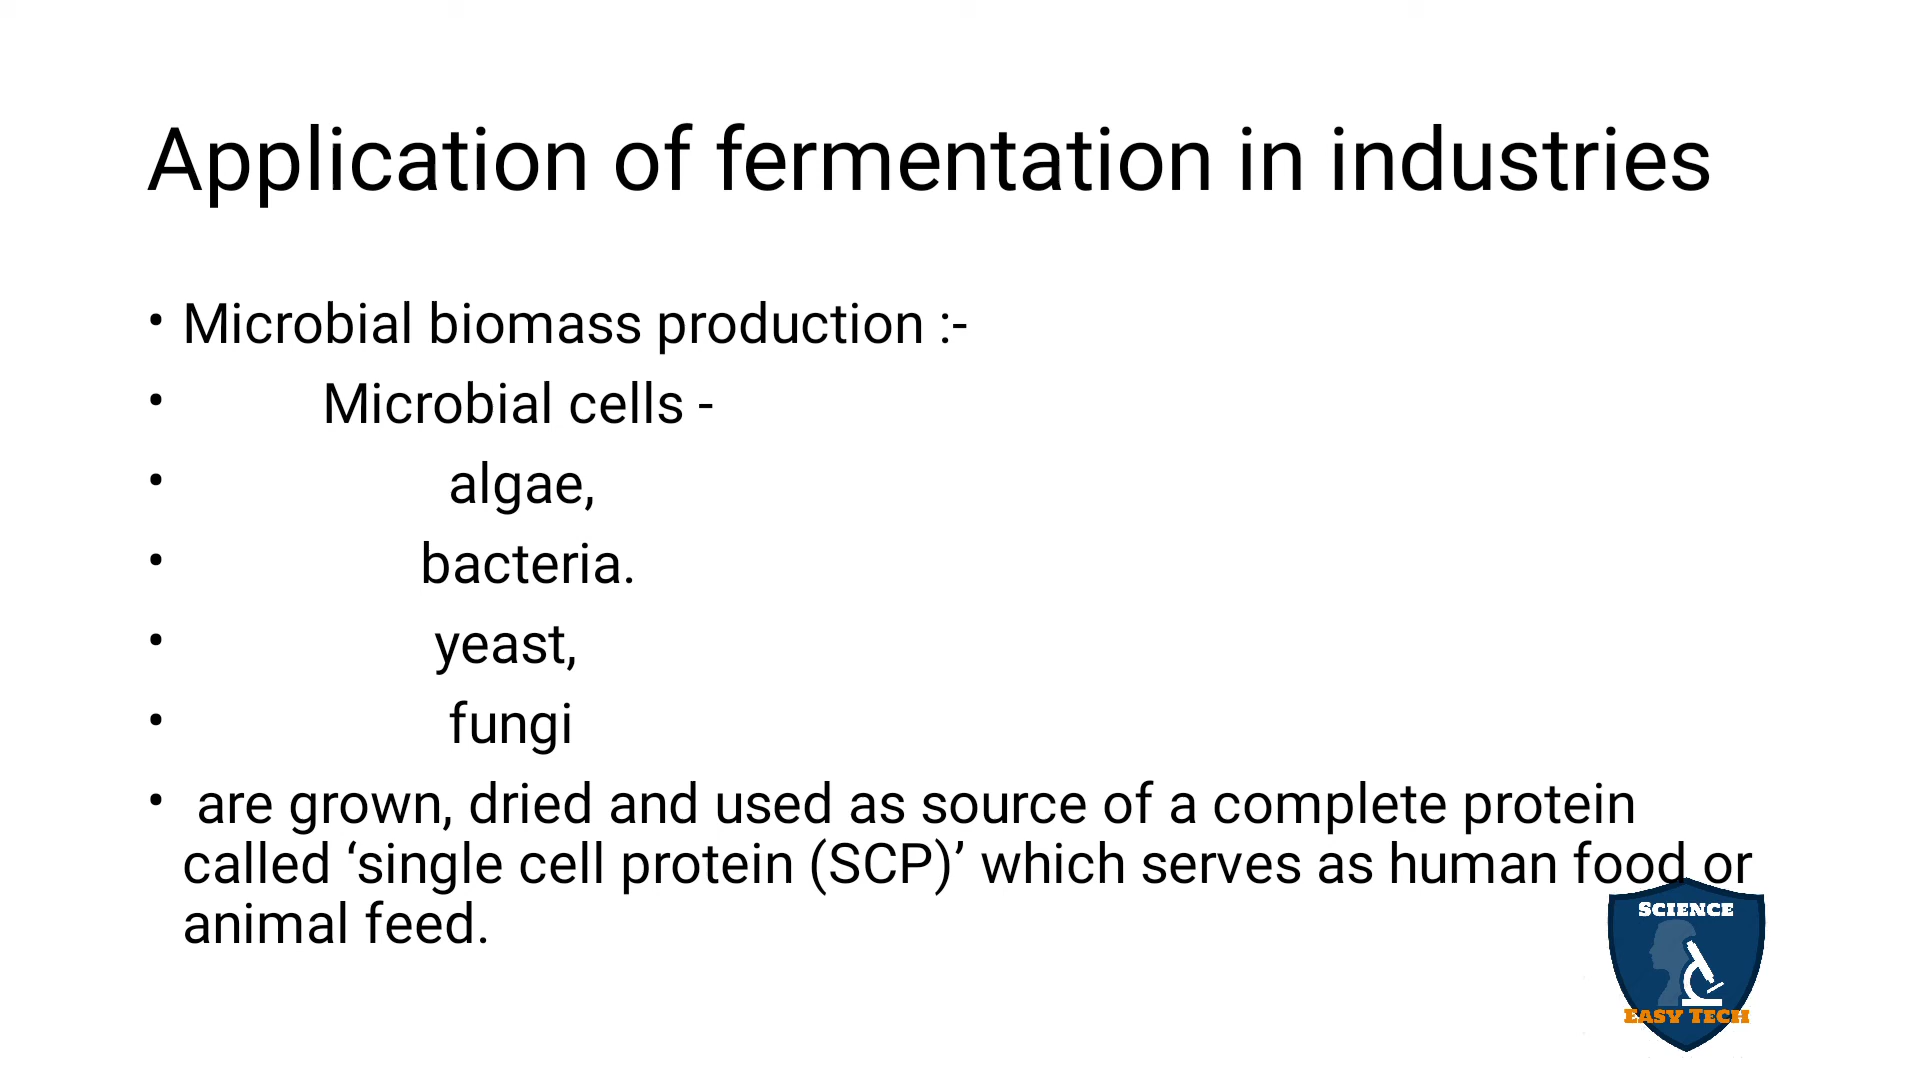 Application of fermentation in industries
• Microbial biomass production :-
• Microbial cells -
• algae,
• bacteria.
• yeast,
• fungi
• are grown, dried and used as source of a complete protein
called ‘single cell protein (SCP)’ which serves as human food or
animal feed.
SCIENCE
EASY TECH